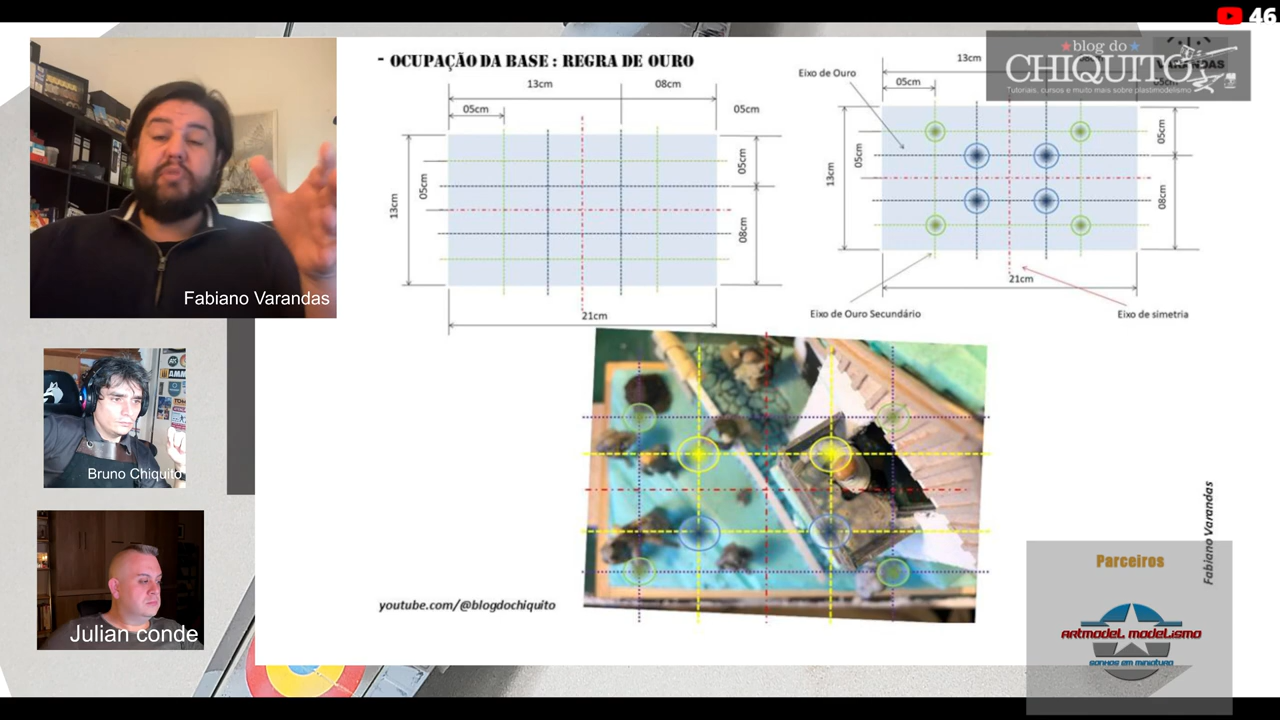 46
- OCUPAÇÃO DA BASE : REGRA DE OURO
blog do
CHIQUITO
Tutoriais, cursos e muito mais sobre plastimodelismo
VARANDAS
13cm
08cm
05cm
05cm
13cm
05cm
05cm
08cm
21cm
Eixo de Ouro
13cm
05cm
13cm
05cm
05cm
08cm
21cm
Eixo de Ouro Secundário
Eixo de simetria
Fabiano Varandas
Bruno Chiquito
Julian conde
youtube.com/@blogdochiquito
Fabiano Varandas
Parceiros
ARTMODEL MODELISMO
SONHOS EM MINIATURA